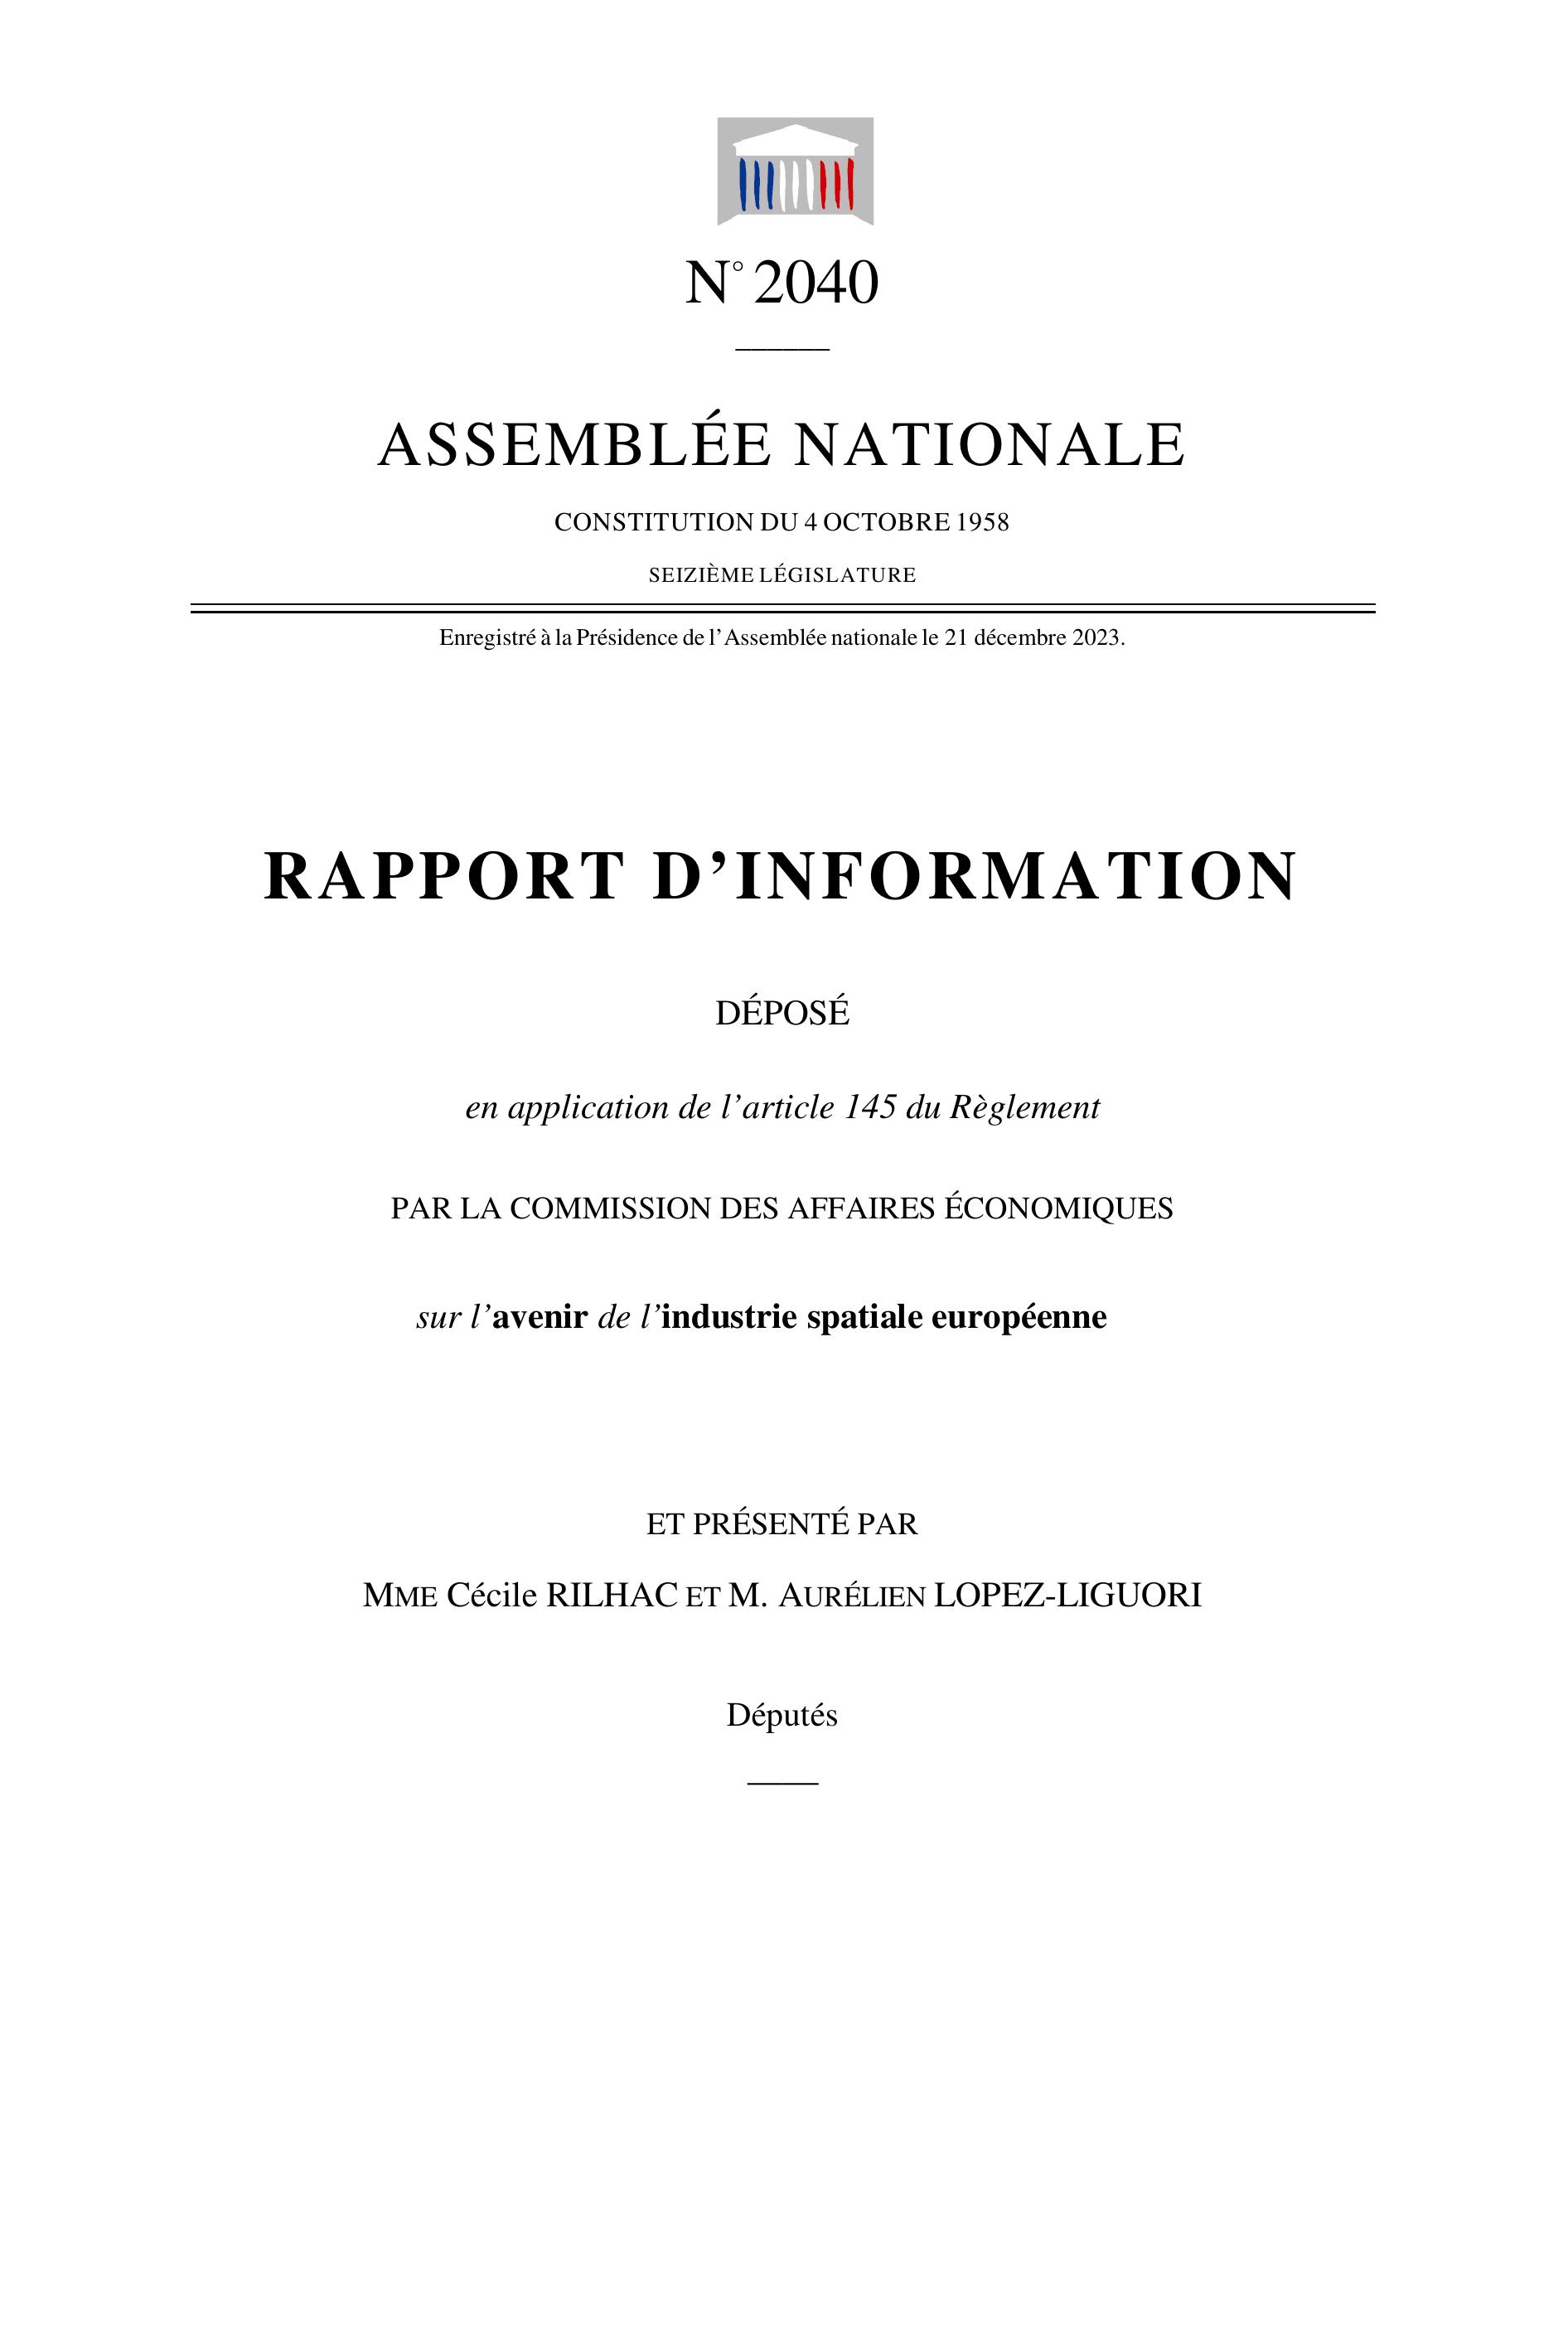 N° 2040
ASSEMBLÉE NATIONALE
CONSTITUTION DU 4 OCTOBRE 1958
SEIZIÈME LÉGISLATURE
Enregistré à la Présidence de l’Assemblée nationale le 21 décembre 2023.
RAPPORT D’INFORMATION
DÉPOSÉ
en application de l’article 145 du Règlement
PAR LA COMMISSION DES AFFAIRES ÉCONOMIQUES
sur l’avenir de l’industrie spatiale européenne
ET PRÉSENTÉ PAR
MME Cécile RILHAC ET M. AURÉLIEN LOPEZ-LIGUORI
Députés